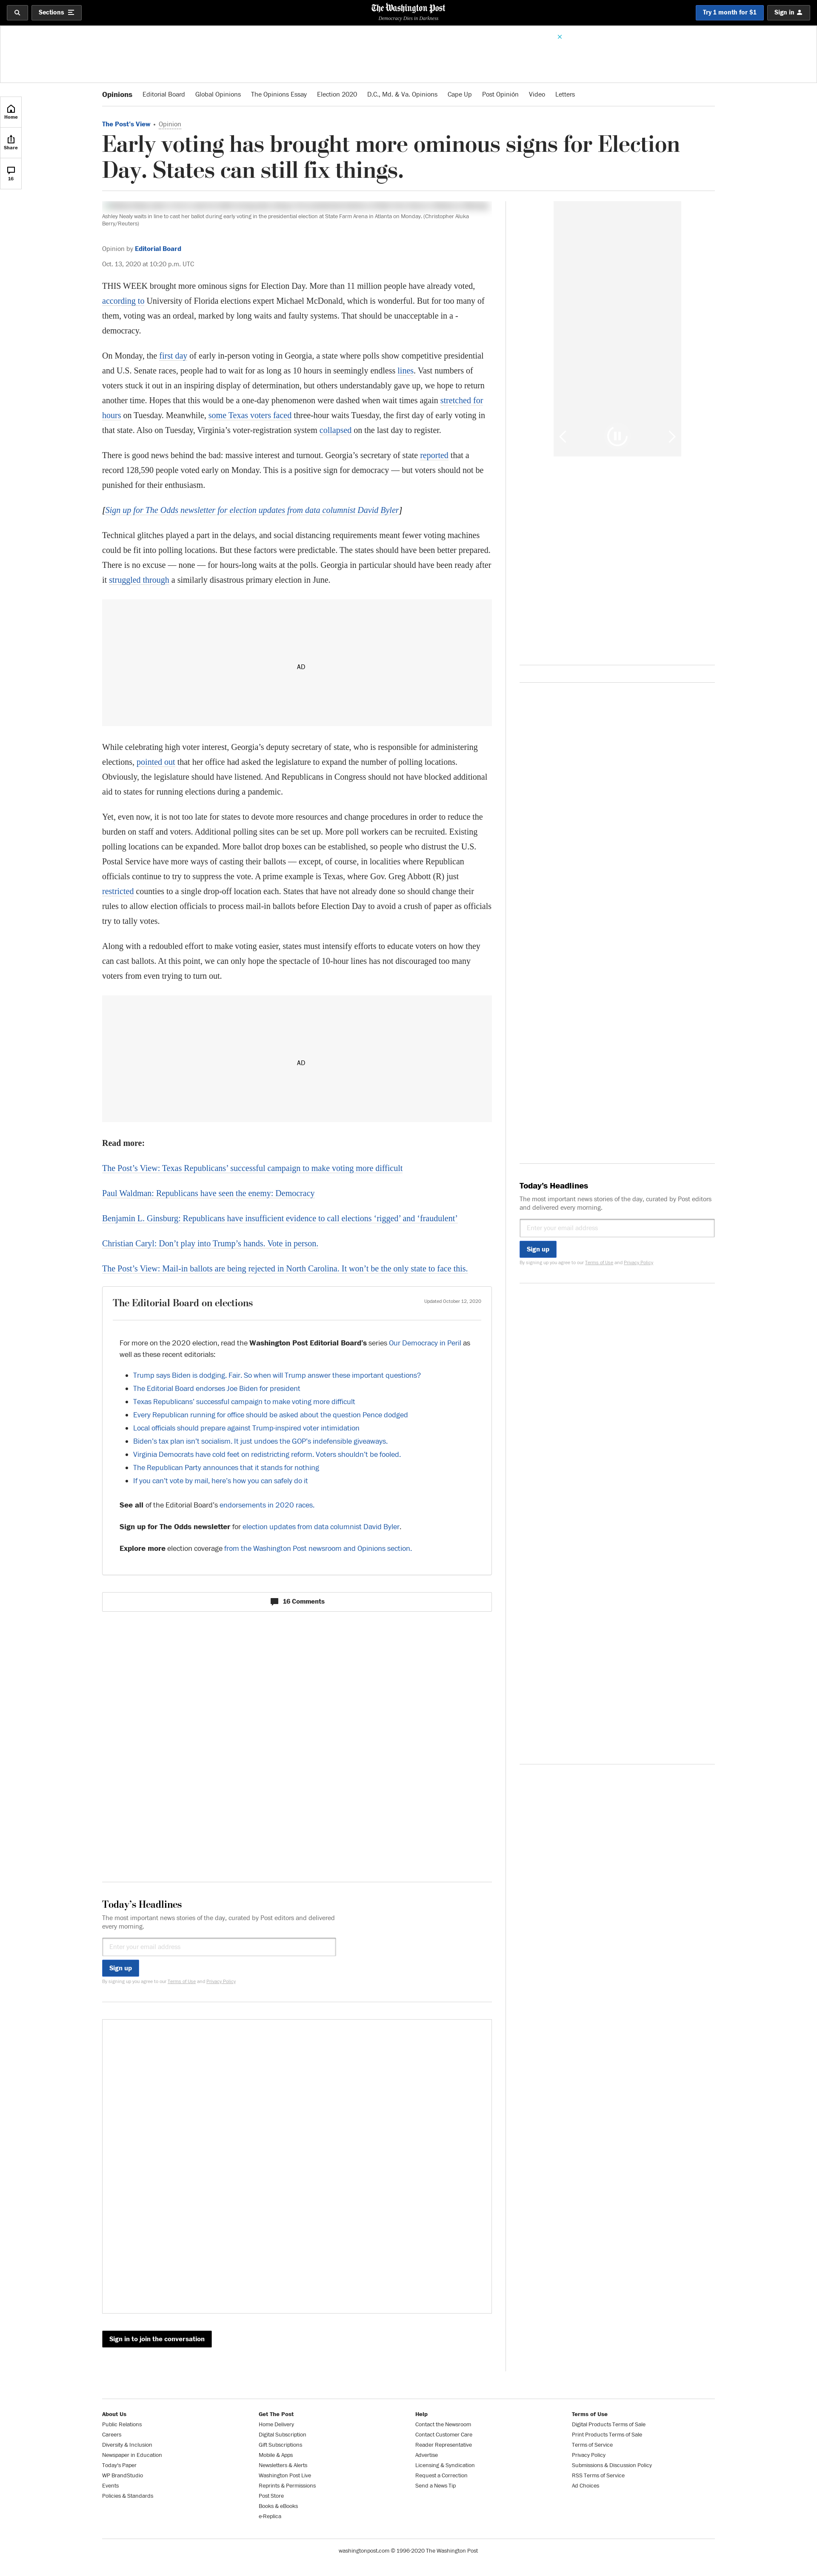 Sections
The Washington Post
Democracy Dies in Darkness
Try 1 month for $1
Sign in
Opinions
Editorial Board
Global Opinions
The Opinions Essay
Election 2020
D.C., Md. & Va. Opinions
Cape Up
Post Opinión
Video
Letters
Home
Share
16
The Post's View • Opinion
Early voting has brought more ominous signs for Election
Day. States can still fix things.
Ashley Nealy waits in line to cast her ballot during early voting in the presidential election at State Farm Arena in Atlanta on Monday. (Christopher Aluka
Berry/Reuters)
Opinion by Editorial Board
Oct. 13, 2020 at 10:20 p.m. UTC
THIS WEEK brought more ominous signs for Election Day. More than 11 million people have already voted,
according to University of Florida elections expert Michael McDonald, which is wonderful. But for too many of
them, voting was an ordeal, marked by long waits and faulty systems. That should be unacceptable in a -
democracy.
On Monday, the first day of early in-person voting in Georgia, a state where polls show competitive presidential
and U.S. Senate races, people had to wait for as long as 10 hours in seemingly endless lines. Vast numbers of
voters stuck it out in an inspiring display of determination, but others understandably gave up, we hope to return
another time. Hopes that this would be a one-day phenomenon were dashed when wait times again stretched for
hours on Tuesday. Meanwhile, some Texas voters faced three-hour waits Tuesday, the first day of early voting in
that state. Also on Tuesday, Virginia's voter-registration system collapsed on the last day to register.
There is good news behind the bad: massive interest and turnout. Georgia's secretary of state reported that a
record 128,590 people voted early on Monday. This is a positive sign for democracy — but voters should not be
punished for their enthusiasm.
[Sign up for The Odds newsletter for election updates from data columnist David Byler]
Technical glitches played a part in the delays, and social distancing requirements meant fewer voting machines
could be fit into polling locations. But these factors were predictable. The states should have been better prepared.
There is no excuse — none — for hours-long waits at the polls. Georgia in particular should have been ready after
it struggled through a similarly disastrous primary election in June.
AD
While celebrating high voter interest, Georgia's deputy secretary of state, who is responsible for administering
elections, pointed out that her office had asked the legislature to expand the number of polling locations.
Obviously, the legislature should have listened. And Republicans in Congress should not have blocked additional
aid to states for running elections during a pandemic.
Yet, even now, it is not too late for states to devote more resources and change procedures in order to reduce the
burden on staff and voters. Additional polling sites can be set up. More poll workers can be recruited. Existing
polling locations can be expanded. More ballot drop boxes can be established, so people who distrust the U.S.
Postal Service have more ways of casting their ballots — except, of course, in localities where Republican
officials continue to try to suppress the vote. A prime example is Texas, where Gov. Greg Abbott (R) just
restricted counties to a single drop-off location each. States that have not already done so should change their
rules to allow election officials to process mail-in ballots before Election Day to avoid a crush of paper as officials
try to tally votes.
Along with a redoubled effort to make voting easier, states must intensify efforts to educate voters on how they
can cast ballots. At this point, we can only hope the spectacle of 10-hour lines has not discouraged too many
voters from even trying to turn out.
AD
Read more:
The Post's View: Texas Republicans' successful campaign to make voting more difficult
Paul Waldman: Republicans have seen the enemy: Democracy
Benjamin L. Ginsburg: Republicans have insufficient evidence to call elections 'rigged' and 'fraudulent'
Christian Caryl: Don't play into Trump's hands. Vote in person.
The Post's View: Mail-in ballots are being rejected in North Carolina. It won't be the only state to face this.
The Editorial Board on elections
Updated October 12, 2020
For more on the 2020 election, read the Washington Post Editorial Board's series Our Democracy in Peril as
well as these recent editorials:
Trump says Biden is dodging. Fair. So when will Trump answer these important questions?
The Editorial Board endorses Joe Biden for president
Texas Republicans' successful campaign to make voting more difficult
Every Republican running for office should be asked about the question Pence dodged
Local officials should prepare against Trump-inspired voter intimidation
Biden's tax plan isn't socialism. It just undoes the GOP's indefensible giveaways.
Virginia Democrats have cold feet on redistricting reform. Voters shouldn't be fooled.
The Republican Party announces that it stands for nothing
If you can't vote by mail, here's how you can safely do it
See all of the Editorial Board's endorsements in 2020 races.
Sign up for The Odds newsletter for election updates from data columnist David Byler.
Explore more election coverage from the Washington Post newsroom and Opinions section.
16 Comments
Today's Headlines
The most important news stories of the day, curated by Post editors
and delivered every morning.
Enter your email address
Sign up
By signing up you agree to our Terms of Use and Privacy Policy
Today's Headlines
The most important news stories of the day, curated by Post editors and delivered
every morning.
Enter your email address
Sign up
By signing up you agree to our Terms of Use and Privacy Policy
Sign in to join the conversation
About Us
Public Relations
Careers
Diversity & Inclusion
Newspaper in Education
Today's Paper
WP BrandStudio
Events
Policies & Standards
Get The Post
Home Delivery
Digital Subscription
Gift Subscriptions
Mobile & Apps
Newsletters & Alerts
Washington Post Live
Reprints & Permissions
Post Store
Books & eBooks
e-Replica
Help
Contact the Newsroom
Contact Customer Care
Reader Representative
Advertise
Licensing & Syndication
Request a Correction
Send a News Tip
Terms of Use
Digital Products Terms of Sale
Print Products Terms of Sale
Terms of Service
Privacy Policy
Submissions & Discussion Policy
RSS Terms of Service
Ad Choices
washingtonpost.com © 1996-2020 The Washington Post